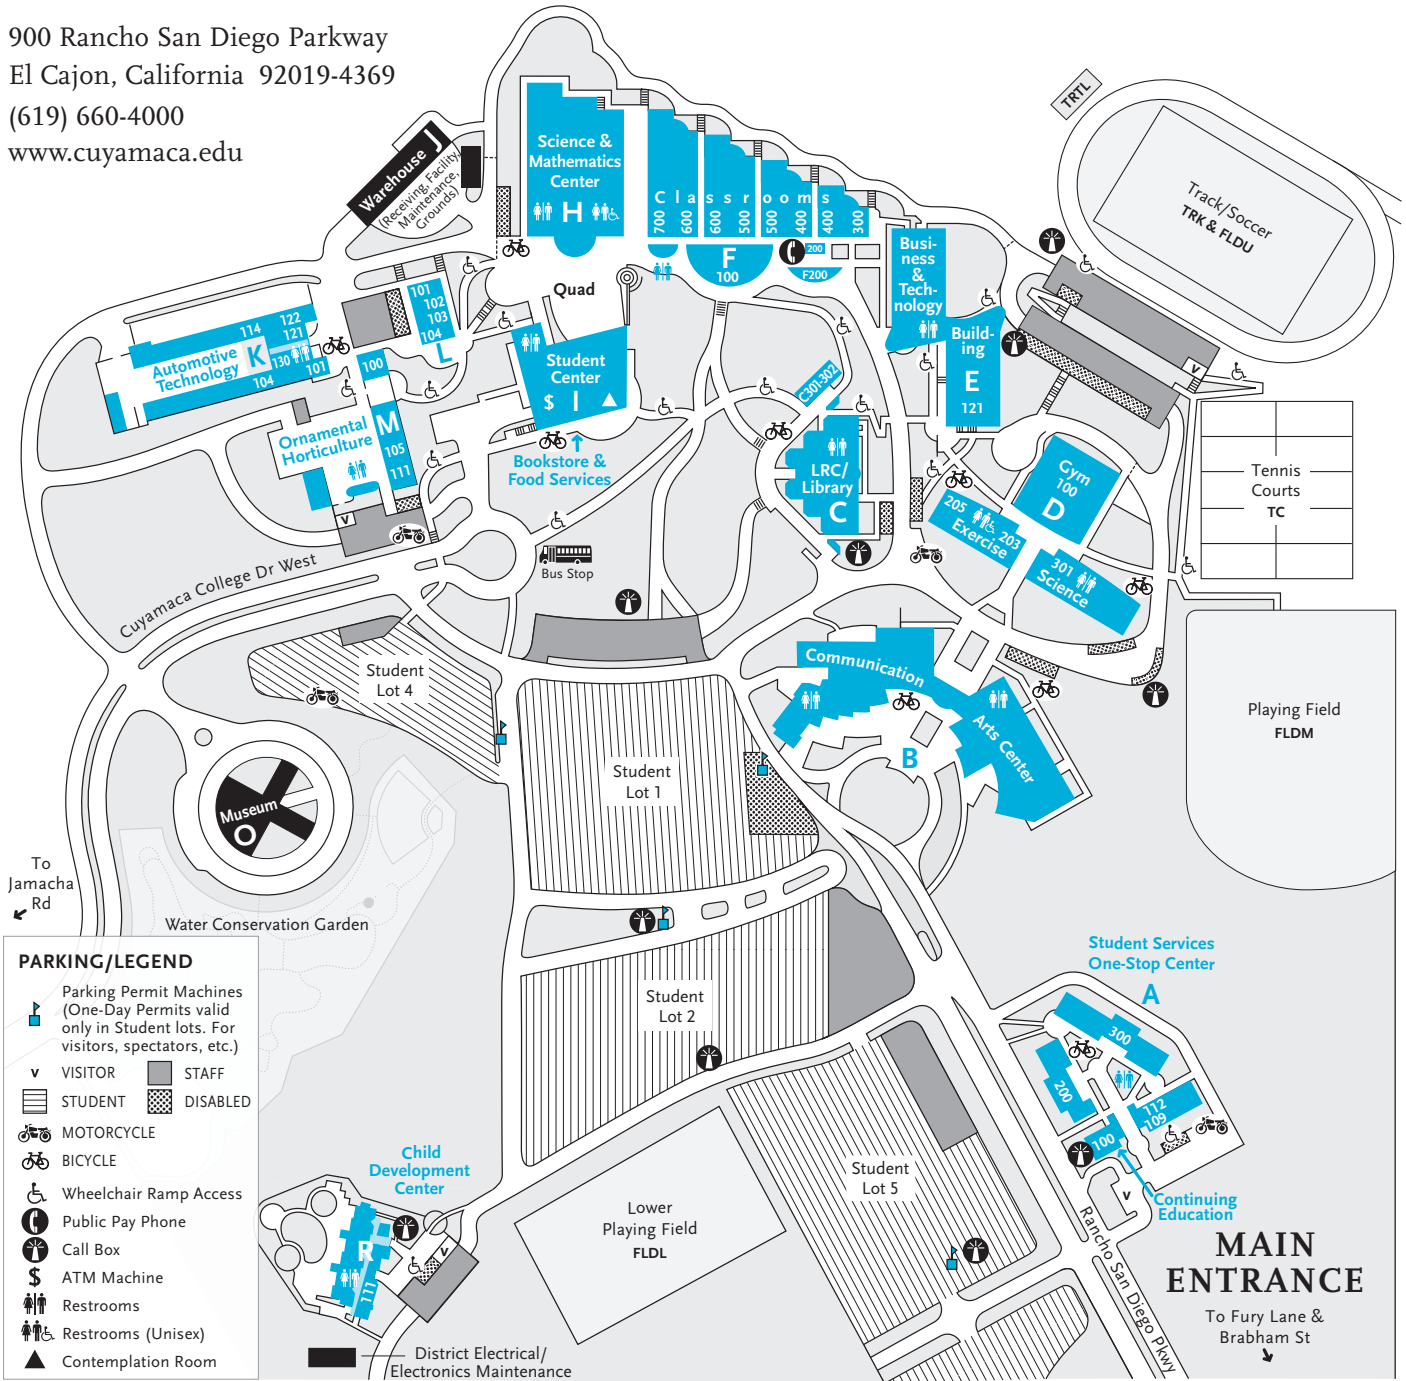 900 Rancho San Diego Parkway
El Cajon, California 92019-4369
(619) 660-4000
www.cuyamaca.edu
Warehouse J
(Receiving, Facility,
Maintenance,
Grounds)
Science &
Mathematics
Center
H
Classrooms
700
600
600
500
500
400
400
300
F
100
200
F200
Quad
TRTL
Track/Soccer
TRK & FLDU
Busi-
ness
&
Tech-
nology
Build-
ing
E
121
101
102
103
104
L
114
122
121
Automotive
Technology
K
130
101
104
100
Ornamental
Horticulture
M
105
111
V
Student
Center
$ I
Bookstore &
Food Services
C301-302
LRC/
Library
C
Gym
100
D
205
203
Exercise
301
Science
V
Tennis
Courts
TC
Bus Stop
Cuyamaca College Dr West
Student
Lot 4
Communication
Arts Center
B
Playing Field
FLDM
Student
Lot 1
Museum
O
To
Jamacha
Rd
Water Conservation Garden
Student
Lot 2
Student Services
One-Stop Center
A
300
200
112
109
100
V
Continuing
Education
Student
Lot 5
Child
Development
Center
R
111
V
Lower
Playing Field
FLDL
Rancho San Diego Pkwy
MAIN
ENTRANCE
To Fury Lane &
Brabham St
District Electrical/
Electronics Maintenance
PARKING/LEGEND
Parking Permit Machines
(One-Day Permits valid
only in Student lots. For
visitors, spectators, etc.)
V VISITOR
STAFF
STUDENT
DISABLED
MOTORCYCLE
BICYCLE
Wheelchair Ramp Access
Public Pay Phone
Call Box
$ ATM Machine
Restrooms
Restrooms (Unisex)
Contemplation Room